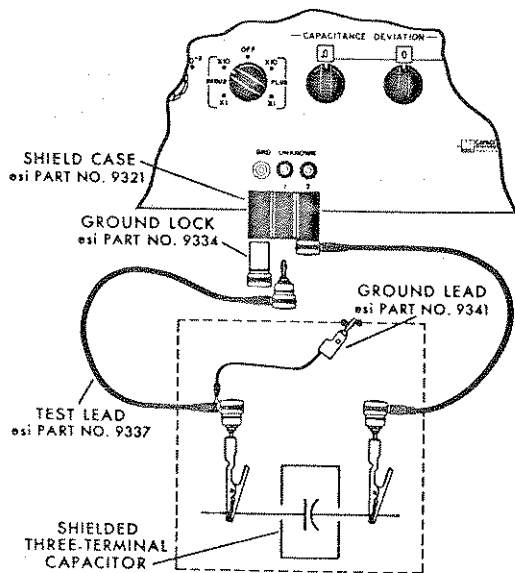 CAPACITANCE DEVIATION
OFF
X10 X10
MINUS PLUS
X1 X1
0 0
GRD UNKNOWN
1 2
SHIELD CASE
esi PART NO. 9321
GROUND LOCK
esi PART NO. 9334
GROUND LEAD
esi PART NO. 9341
TEST LEAD
esi PART NO. 9337
SHIELDED
THREE-TERMINAL
CAPACITOR